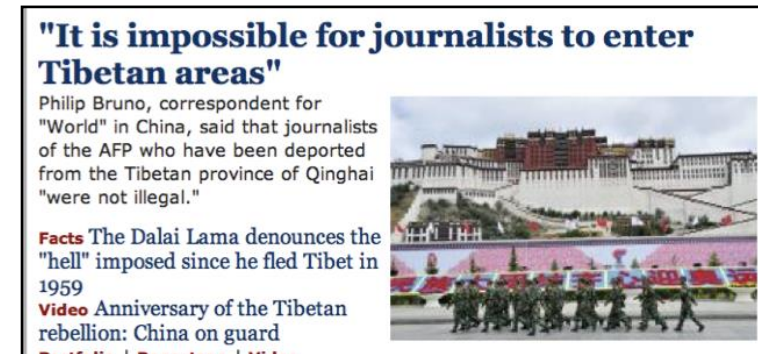 "It is impossible for journalists to enter
Tibetan areas"
Philip Bruno, correspondent for
"World" in China, said that journalists
of the AFP who have been deported
from the Tibetan province of Qinghai
"were not illegal."
Facts The Dalai Lama denounces the
"hell" imposed since he fled Tibet in
1959
Video Anniversary of the Tibetan
rebellion: China on guard